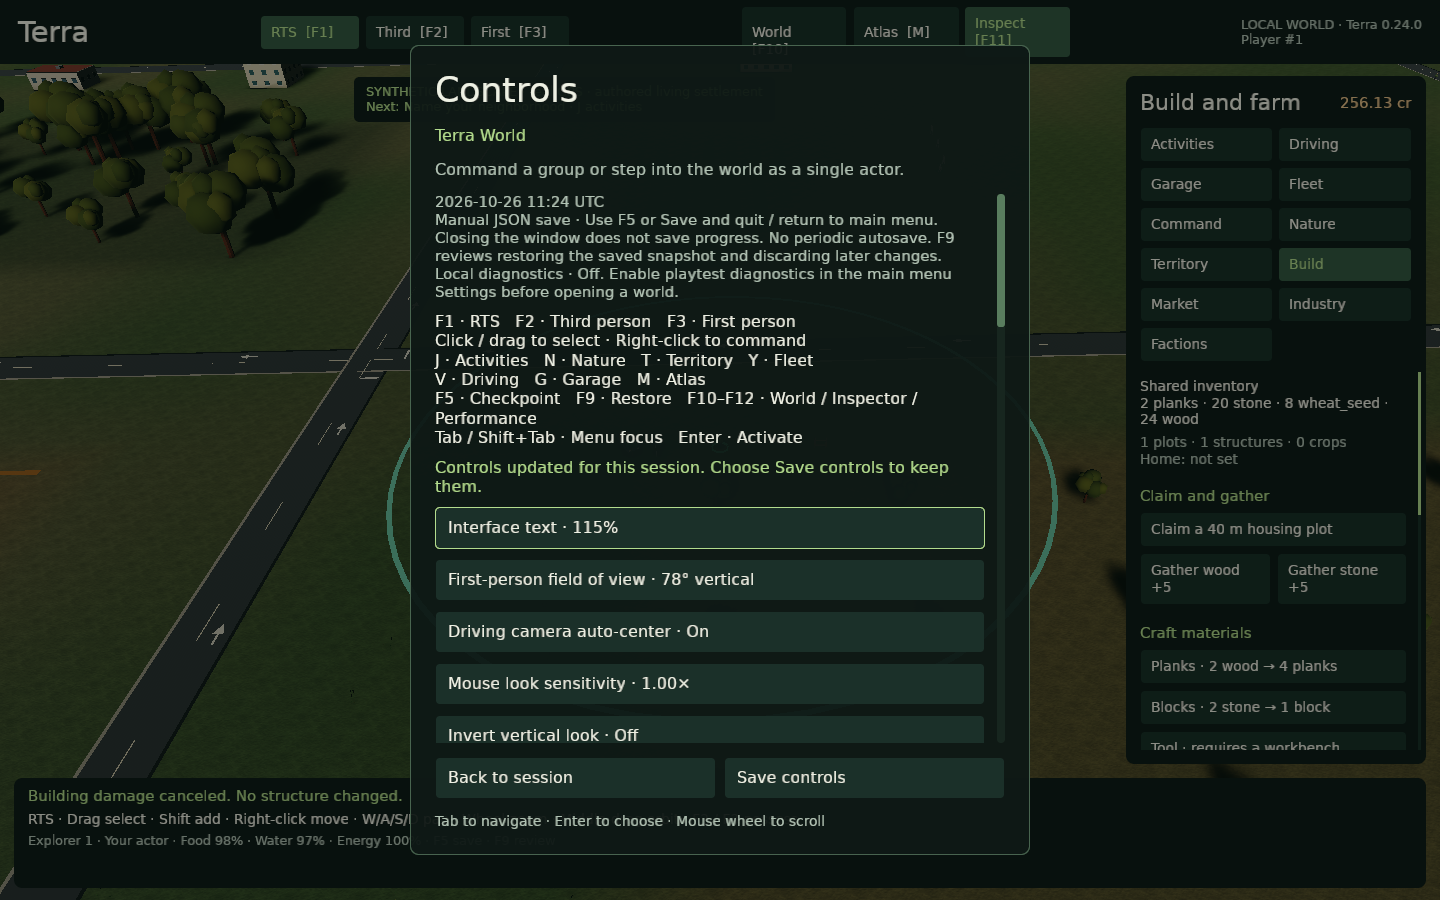 Terra
RTS [F1]
Third [F2]
First [F3]
World
Atlas [M]
Inspect
[F11]
LOCAL WORLD · Terra 0.24.0
Player #1
Controls
Terra World
Command a group or step into the world as a single actor.
2026-10-26 11:24 UTC
Manual JSON save · Use F5 or Save and quit / return to main menu.
Closing the window does not save progress. No periodic autosave. F9
reviews restoring the saved snapshot and discarding later changes.
Local diagnostics · Off. Enable playtest diagnostics in the main menu
Settings before opening a world.
F1 · RTS F2 · Third person F3 · First person
Click / drag to select · Right-click to command
J · Activities N · Nature T · Territory Y · Fleet
V · Driving G · Garage M · Atlas
F5 · Checkpoint F9 · Restore F10–F12 · World / Inspector /
Performance
Tab / Shift+Tab · Menu focus Enter · Activate
Controls updated for this session. Choose Save controls to keep
them.
Interface text · 115%
First-person field of view · 78° vertical
Driving camera auto-center · On
Mouse look sensitivity · 1.00×
Invert vertical look · Off
Back to session
Save controls
Tab to navigate · Enter to choose · Mouse wheel to scroll
Build and farm
256.13 cr
Activities
Driving
Garage
Fleet
Command
Nature
Territory
Build
Market
Industry
Factions
Shared inventory
2 planks · 20 stone · 8 wheat_seed ·
24 wood
1 plots · 1 structures · 0 crops
Home: not set
Claim and gather
Claim a 40 m housing plot
Gather wood
+5
Gather stone
+5
Craft materials
Planks · 2 wood → 4 planks
Blocks · 2 stone → 1 block
Tool · requires a workbench
Building damage canceled. No structure changed.
RTS · Drag select · Shift add · Right-click move · W/A/S/D
Explorer 1 · Your actor · Food 98% · Water 97% · Energy 100%